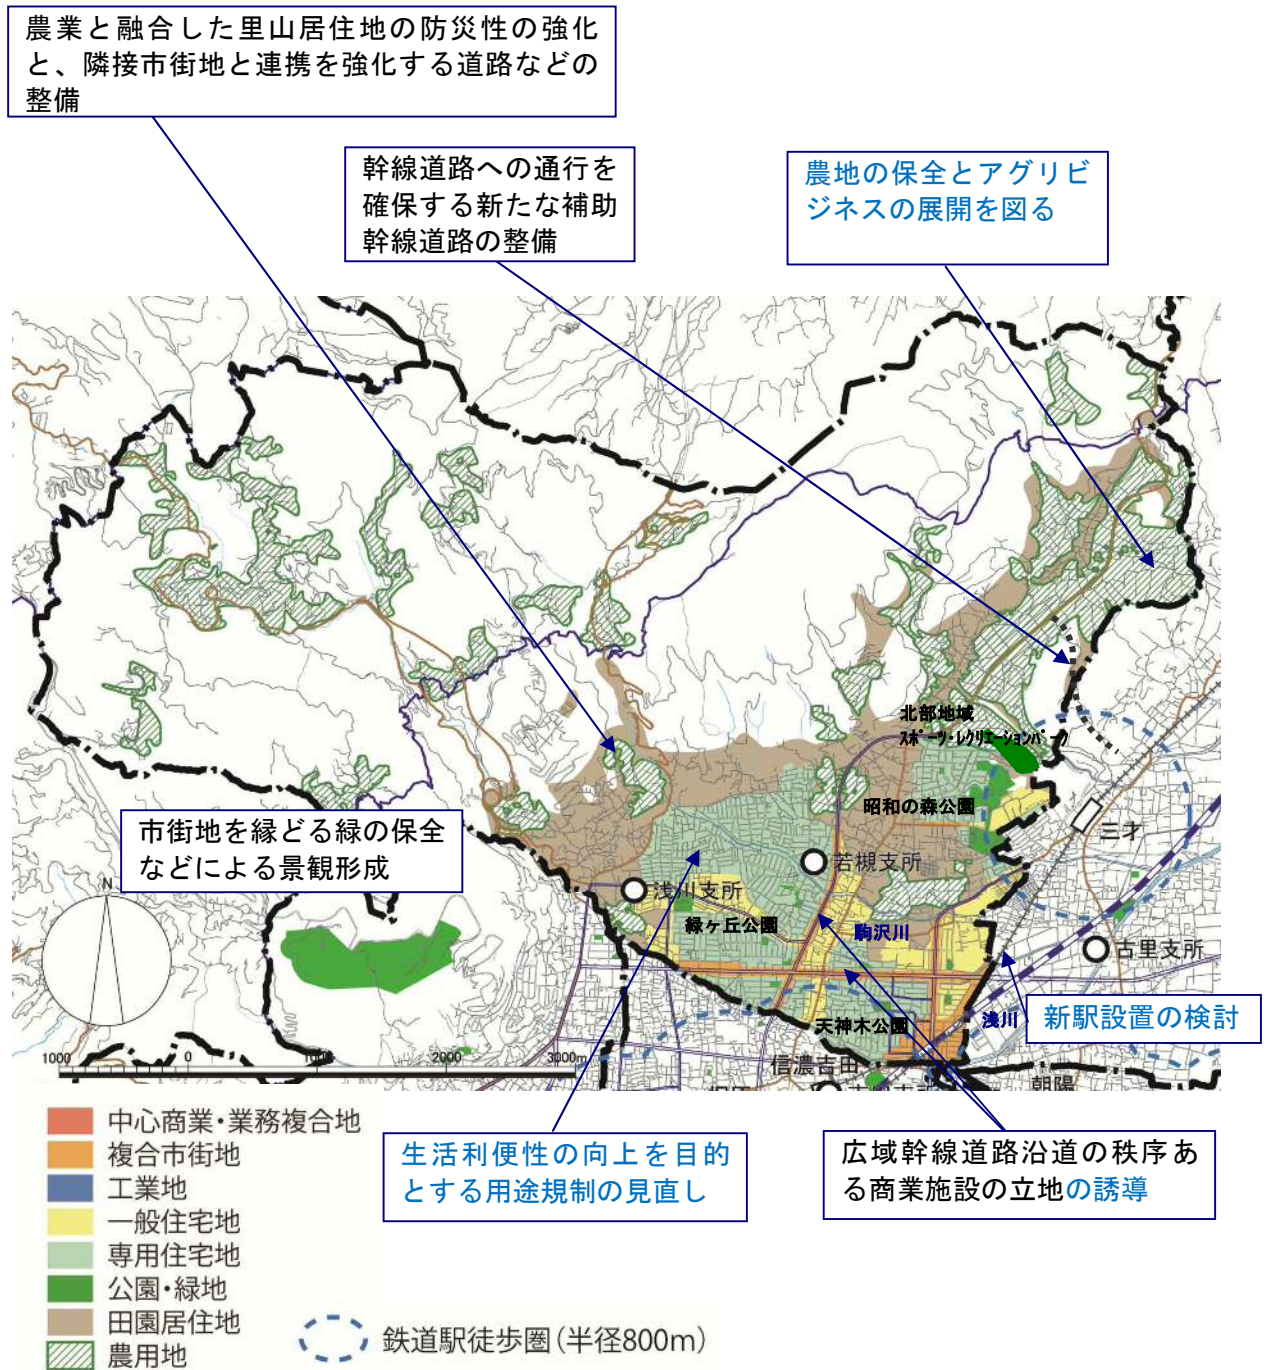 農業と融合した里山居住地の防災性の強化
と、隣接市街地と連携を強化する道路などの
整備
幹線道路への通行を
確保する新たな補助
幹線道路の整備
農地の保全とアグリビ
ジネスの展開を図る
北部地域
スポーツ・レクリエーションパーク
昭和の森公園
三才
市街地を縁どる緑の保全
などによる景観形成
若槻支所
浅川支所
N
緑ヶ丘公園
駒沢川
古里支所
新駅設置の検討
浅川
天神木公園
信濃吉田
朝陽
1000
0
1000
2000
3000m
中心商業・業務複合地
複合市街地
工業地
一般住宅地
専用住宅地
公園・緑地
田園居住地
農用地
鉄道駅徒歩圏(半径800m)
生活利便性の向上を目的
とする用途規制の見直し
広域幹線道路沿道の秩序あ
る商業施設の立地の誘導